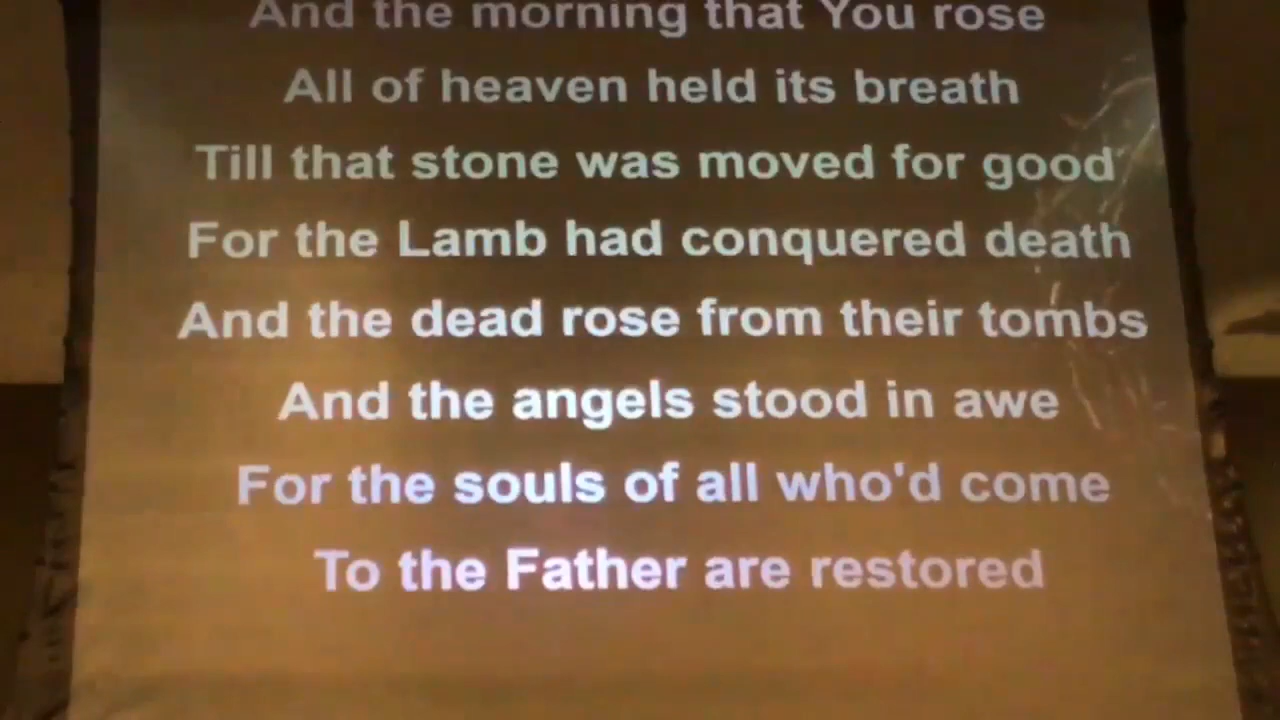 And the morning that You rose
All of heaven held its breath
Till that stone was moved for good
For the Lamb had conquered death
And the dead rose from their tombs
And the angels stood in awe
For the souls of all who'd come
To the Father are restored